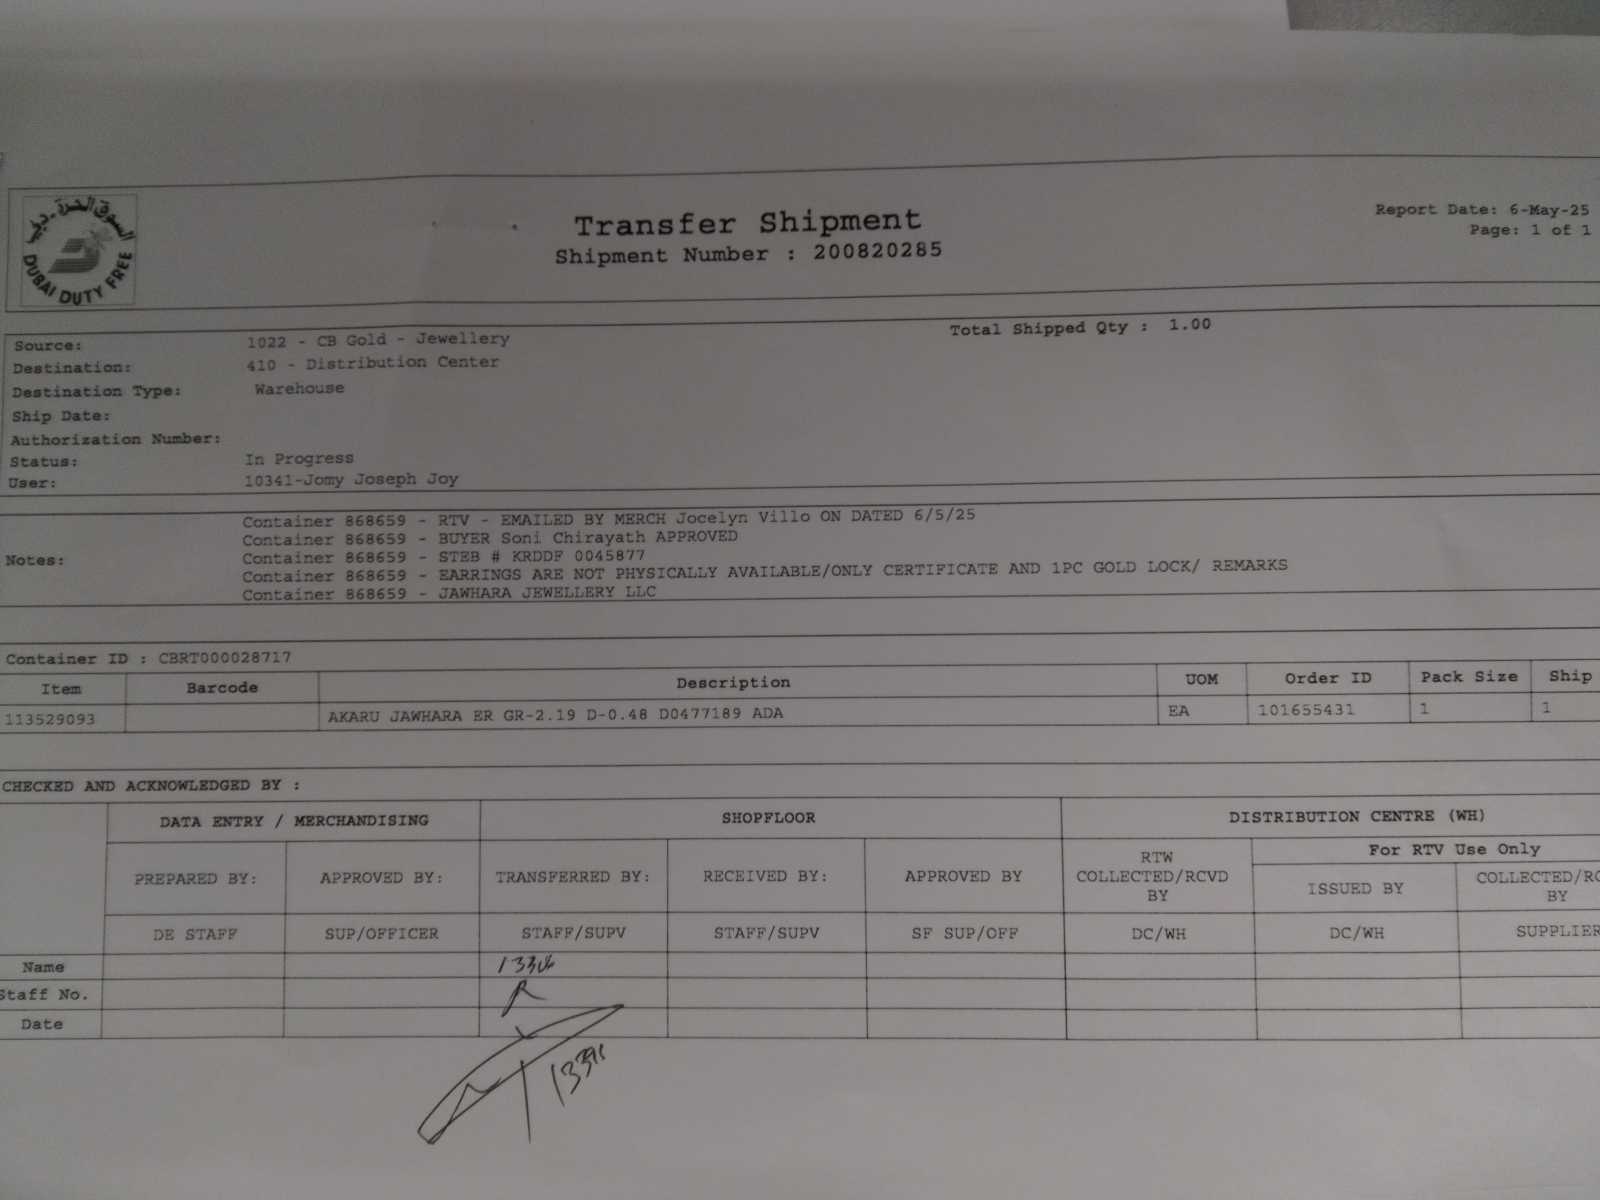 السوق الحرة - دبي
DUBAI DUTY FREE
Transfer Shipment
Shipment Number : 200820285
Report Date: 6-May-25
Page: 1 of 1
Source: 1022 - CB Gold - Jewellery
Total Shipped Qty : 1.00
Destination: 410 - Distribution Center
Destination Type: Warehouse
Ship Date:
Authorization Number:
Status: In Progress
User: 10341-Jomy Joseph Joy
Notes:
Container 868659 - RTV - EMAILED BY MERCH Jocelyn Villo ON DATED 6/5/25
Container 868659 - BUYER Soni Chirayath APPROVED
Container 868659 - STEB # KRDDF 0045877
Container 868659 - EARRINGS ARE NOT PHYSICALLY AVAILABLE/ONLY CERTIFICATE AND 1PC GOLD LOCK/ REMARKS
Container 868659 - JAWHARA JEWELLERY LLC
Container ID : CBRT000028717
Item Barcode Description UOM Order ID Pack Size Ship
113529093 AKARU JAWHARA ER GR-2.19 D-0.48 D0477189 ADA EA 101655431 1 1
CHECKED AND ACKNOWLEDGED BY :
DATA ENTRY / MERCHANDISING SHOPFLOOR DISTRIBUTION CENTRE (WH)
PREPARED BY: APPROVED BY: TRANSFERRED BY: RECEIVED BY: APPROVED BY
RTW
COLLECTED/RCVD
BY
For RTV Use Only
ISSUED BY
COLLECTED/RC
BY
DE STAFF SUP/OFFICER STAFF/SUPV STAFF/SUPV SF SUP/OFF DC/WH DC/WH SUPPLIER
Name
Staff No.
Date